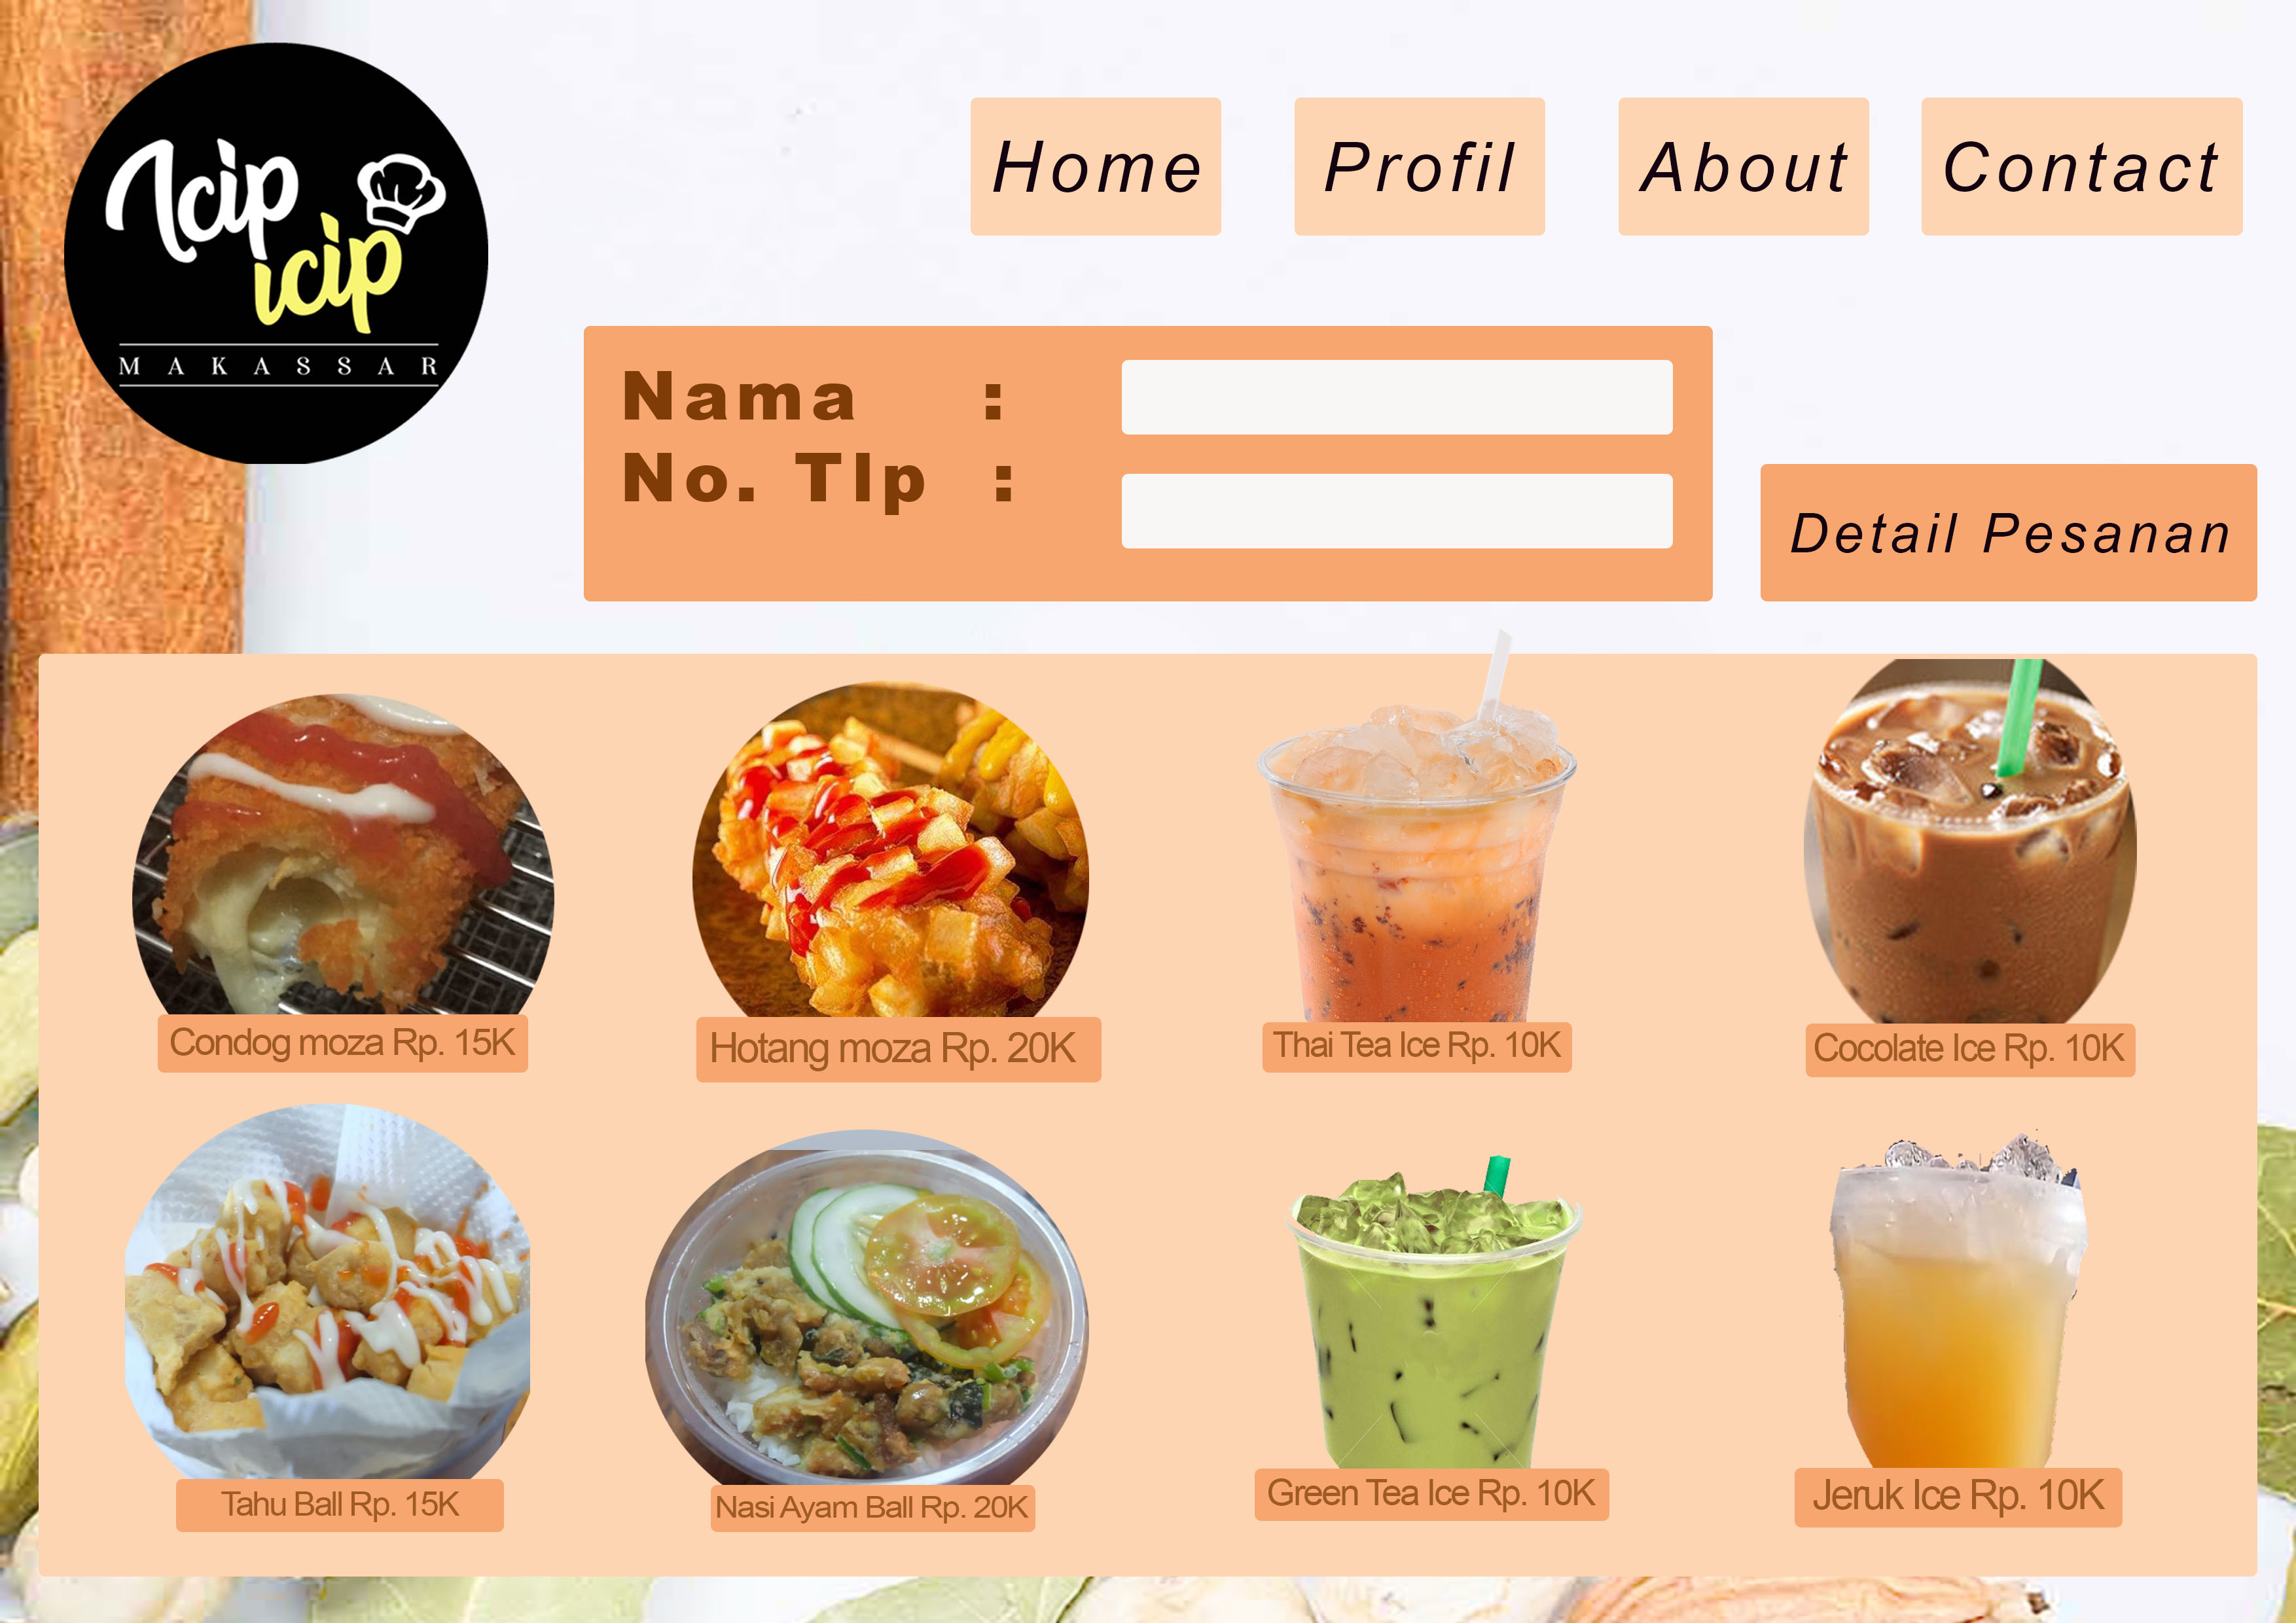 Icip
icip
MAKASSAR
Home
Profil
About
Contact
Nama :
No. Tlp :
Detail Pesanan
Condog moza Rp. 15K
Hotang moza Rp. 20K
Thai Tea Ice Rp. 10K
Cocolate Ice Rp. 10K
Tahu Ball Rp. 15K
Nasi Ayam Ball Rp. 20K
Green Tea Ice Rp. 10K
Jeruk Ice Rp. 10K